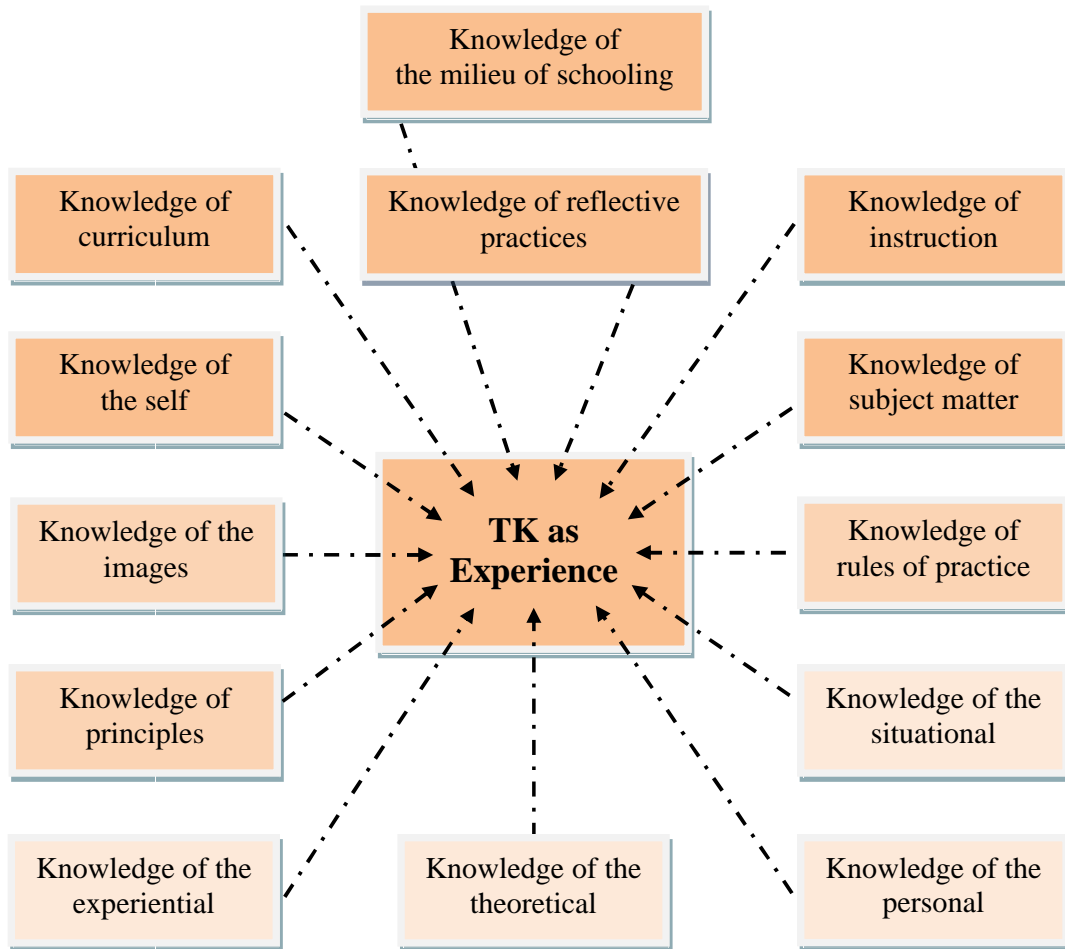 Knowledge of
the milieu of schooling
Knowledge of
curriculum
Knowledge of reflective
practices
Knowledge of
instruction
Knowledge of
the self
Knowledge of
subject matter
TK as
Experience
Knowledge of the
images
Knowledge of
rules of practice
Knowledge of
principles
Knowledge of the
situational
Knowledge of the
experiential
Knowledge of the
theoretical
Knowledge of the
personal